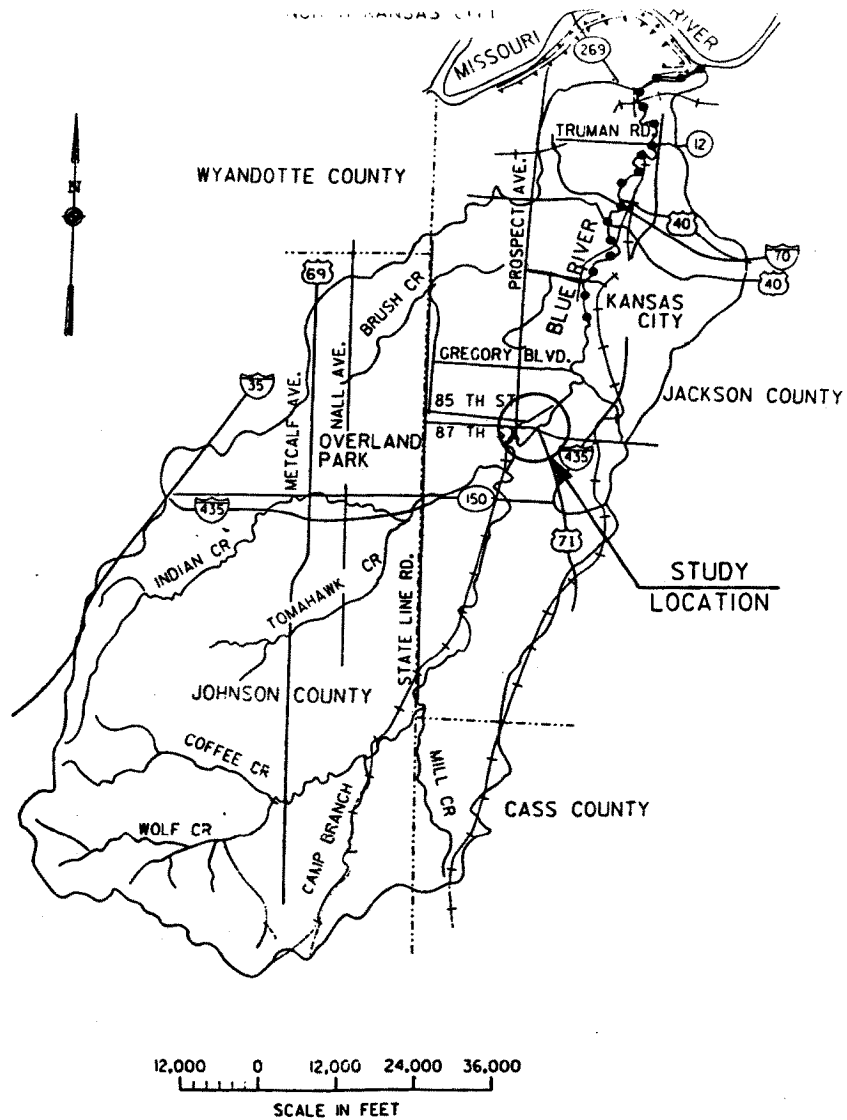 NORTH KANSAS CITY
MISSOURI
RIVER
269
TRUMAN RD.
12
WYANDOTTE COUNTY
N
PROSPECT AVE.
40
70
40
69
BRUSH CR
BLUE RIVER
KANSAS
CITY
GREGORY BLVD.
35
METCALF AVE.
NALL AVE.
85 TH ST
JACKSON COUNTY
87 TH
OVERLAND
PARK
435
150
435
71
INDIAN CR
TOMAHAWK CR
STATE LINE RD.
STUDY
LOCATION
JOHNSON COUNTY
COFFEE CR
MILL CR
CASS COUNTY
WOLF CR
CAMP BRANCH
12,000 0 12,000 24,000 36,000
SCALE IN FEET